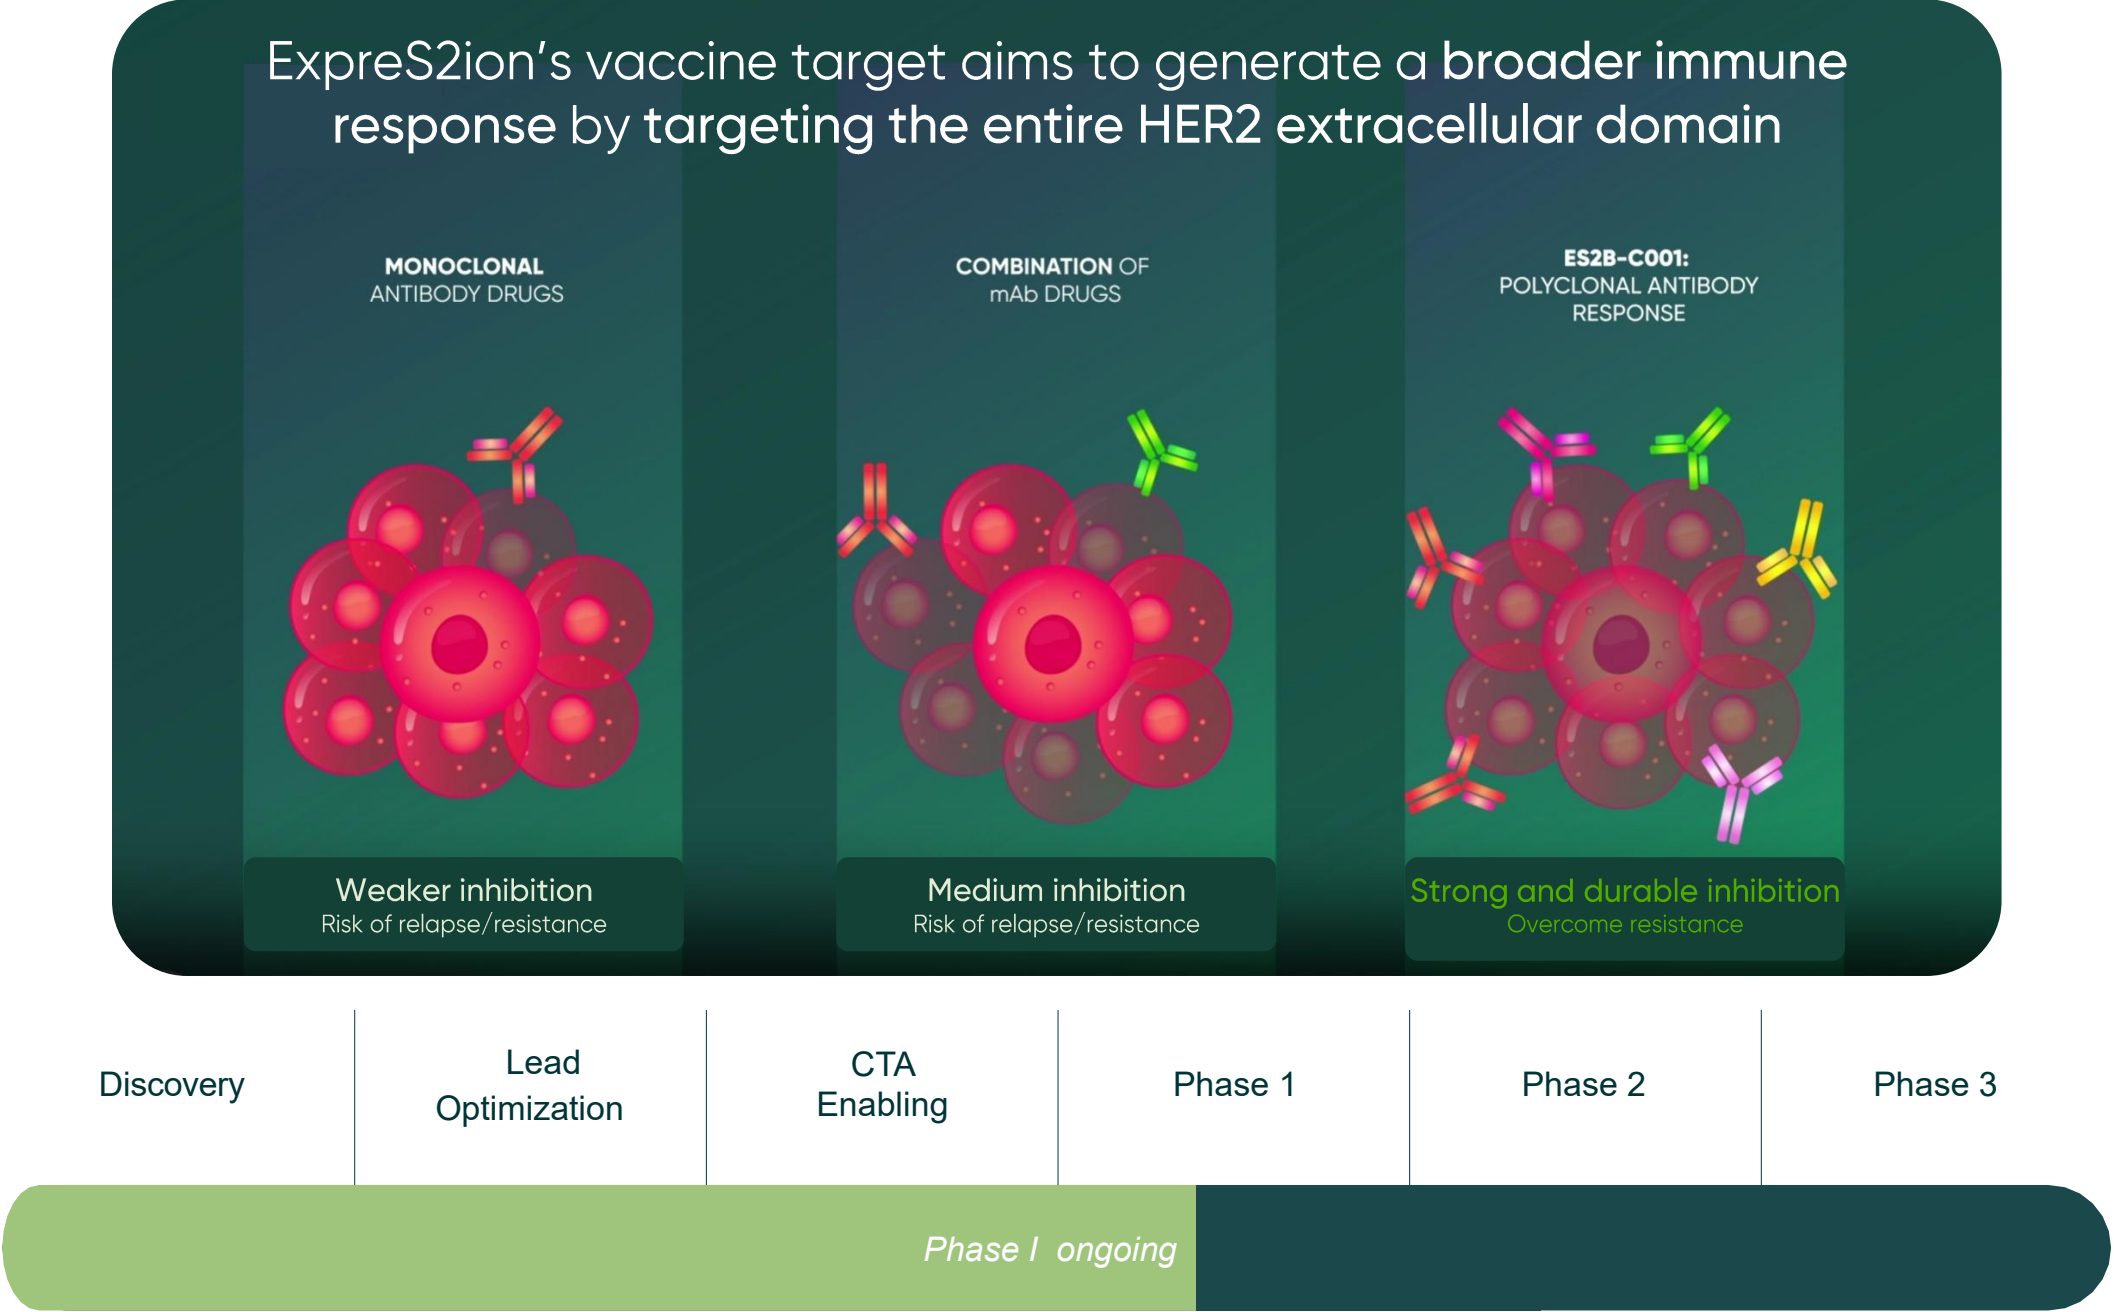 ExpreS2ion’s vaccine target aims to generate a broader immune
response by targeting the entire HER2 extracellular domain
MONOCLONAL
ANTIBODY DRUGS
COMBINATION OF
mAb DRUGS
ES2B-C001:
POLYCLONAL ANTIBODY
RESPONSE
Weaker inhibition
Risk of relapse/resistance
Medium inhibition
Risk of relapse/resistance
Strong and durable inhibition
Overcome resistance
Discovery
Lead
Optimization
CTA
Enabling
Phase 1
Phase 2
Phase 3
Phase I ongoing